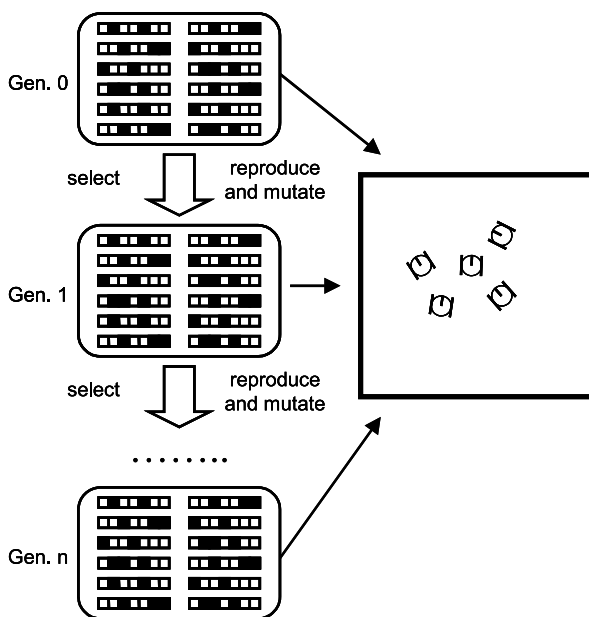 Gen. 0
select
reproduce
and mutate
Gen. 1
select
reproduce
and mutate
. . . . . . . .
Gen. n